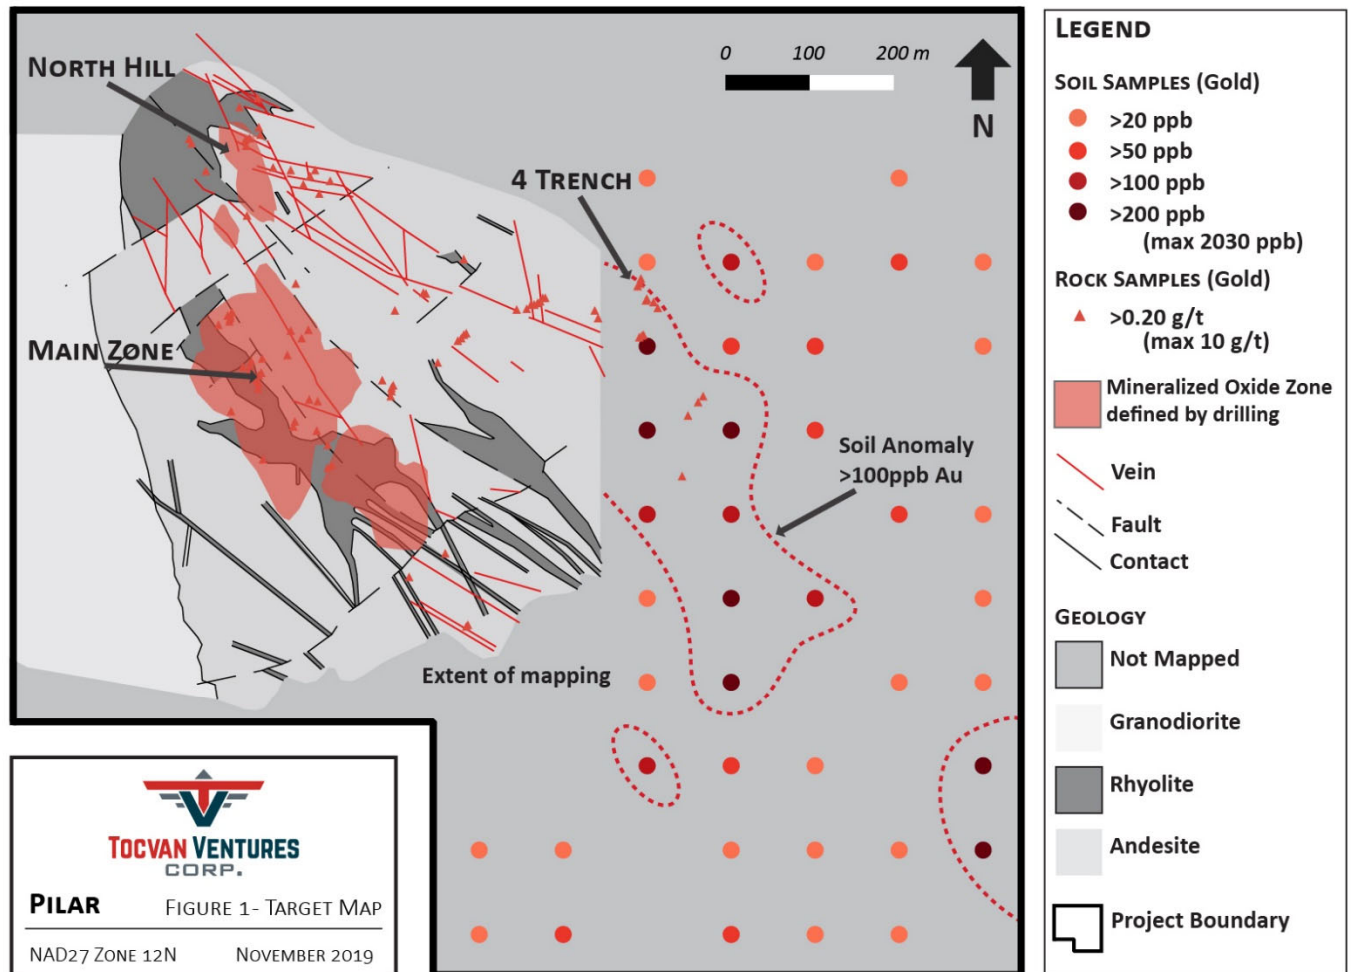 NORTH HILL
0 100 200 m
N
4 TRENCH
MAIN ZONE
Soil Anomaly
>100ppb Au
Extent of mapping
TOCVAN VENTURES
CORP.
PILAR FIGURE 1- TARGET MAP
NAD27 ZONE 12N NOVEMBER 2019
LEGEND
SOIL SAMPLES (Gold)
>20 ppb
>50 ppb
>100 ppb
>200 ppb
(max 2030 ppb)
ROCK SAMPLES (Gold)
>0.20 g/t
(max 10 g/t)
Mineralized Oxide Zone
defined by drilling
Vein
Fault
Contact
GEOLOGY
Not Mapped
Granodiorite
Rhyolite
Andesite
Project Boundary